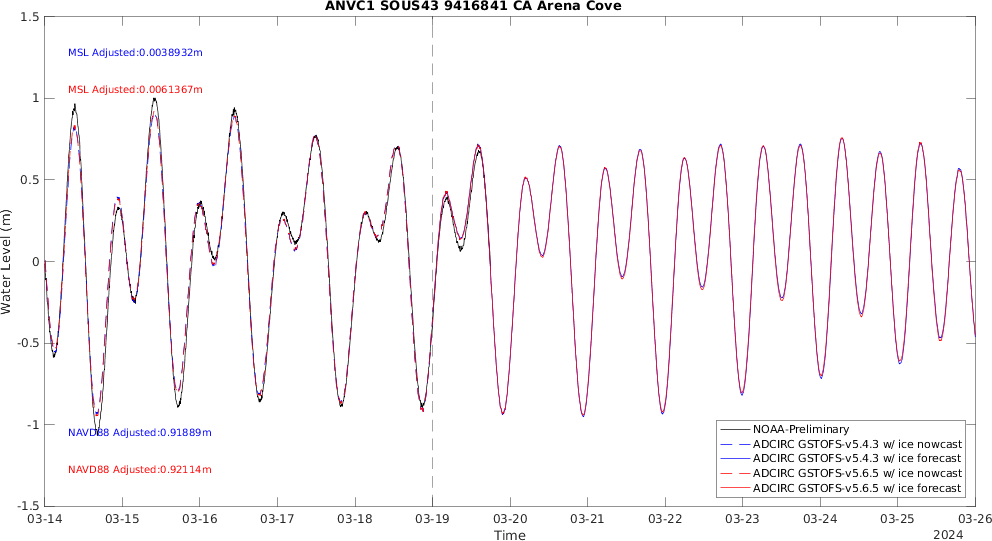 ANVC1 SOUS43 9416841 CA Arena Cove
Water Level (m)
1.5
1
0.5
0
-0.5
-1
-1.5
MSL Adjusted:0.0038932m
MSL Adjusted:0.0061367m
NAVD88 Adjusted:0.91889m
NAVD88 Adjusted:0.92114m
NOAA-Preliminary
ADCIRC GSTOFS-v5.4.3 w/ ice nowcast
ADCIRC GSTOFS-v5.4.3 w/ ice forecast
ADCIRC GSTOFS-v5.6.5 w/ ice nowcast
ADCIRC GSTOFS-v5.6.5 w/ ice forecast
03-14 03-15 03-16 03-17 03-18 03-19 03-20 03-21 03-22 03-23 03-24 03-25 03-26
Time
2024